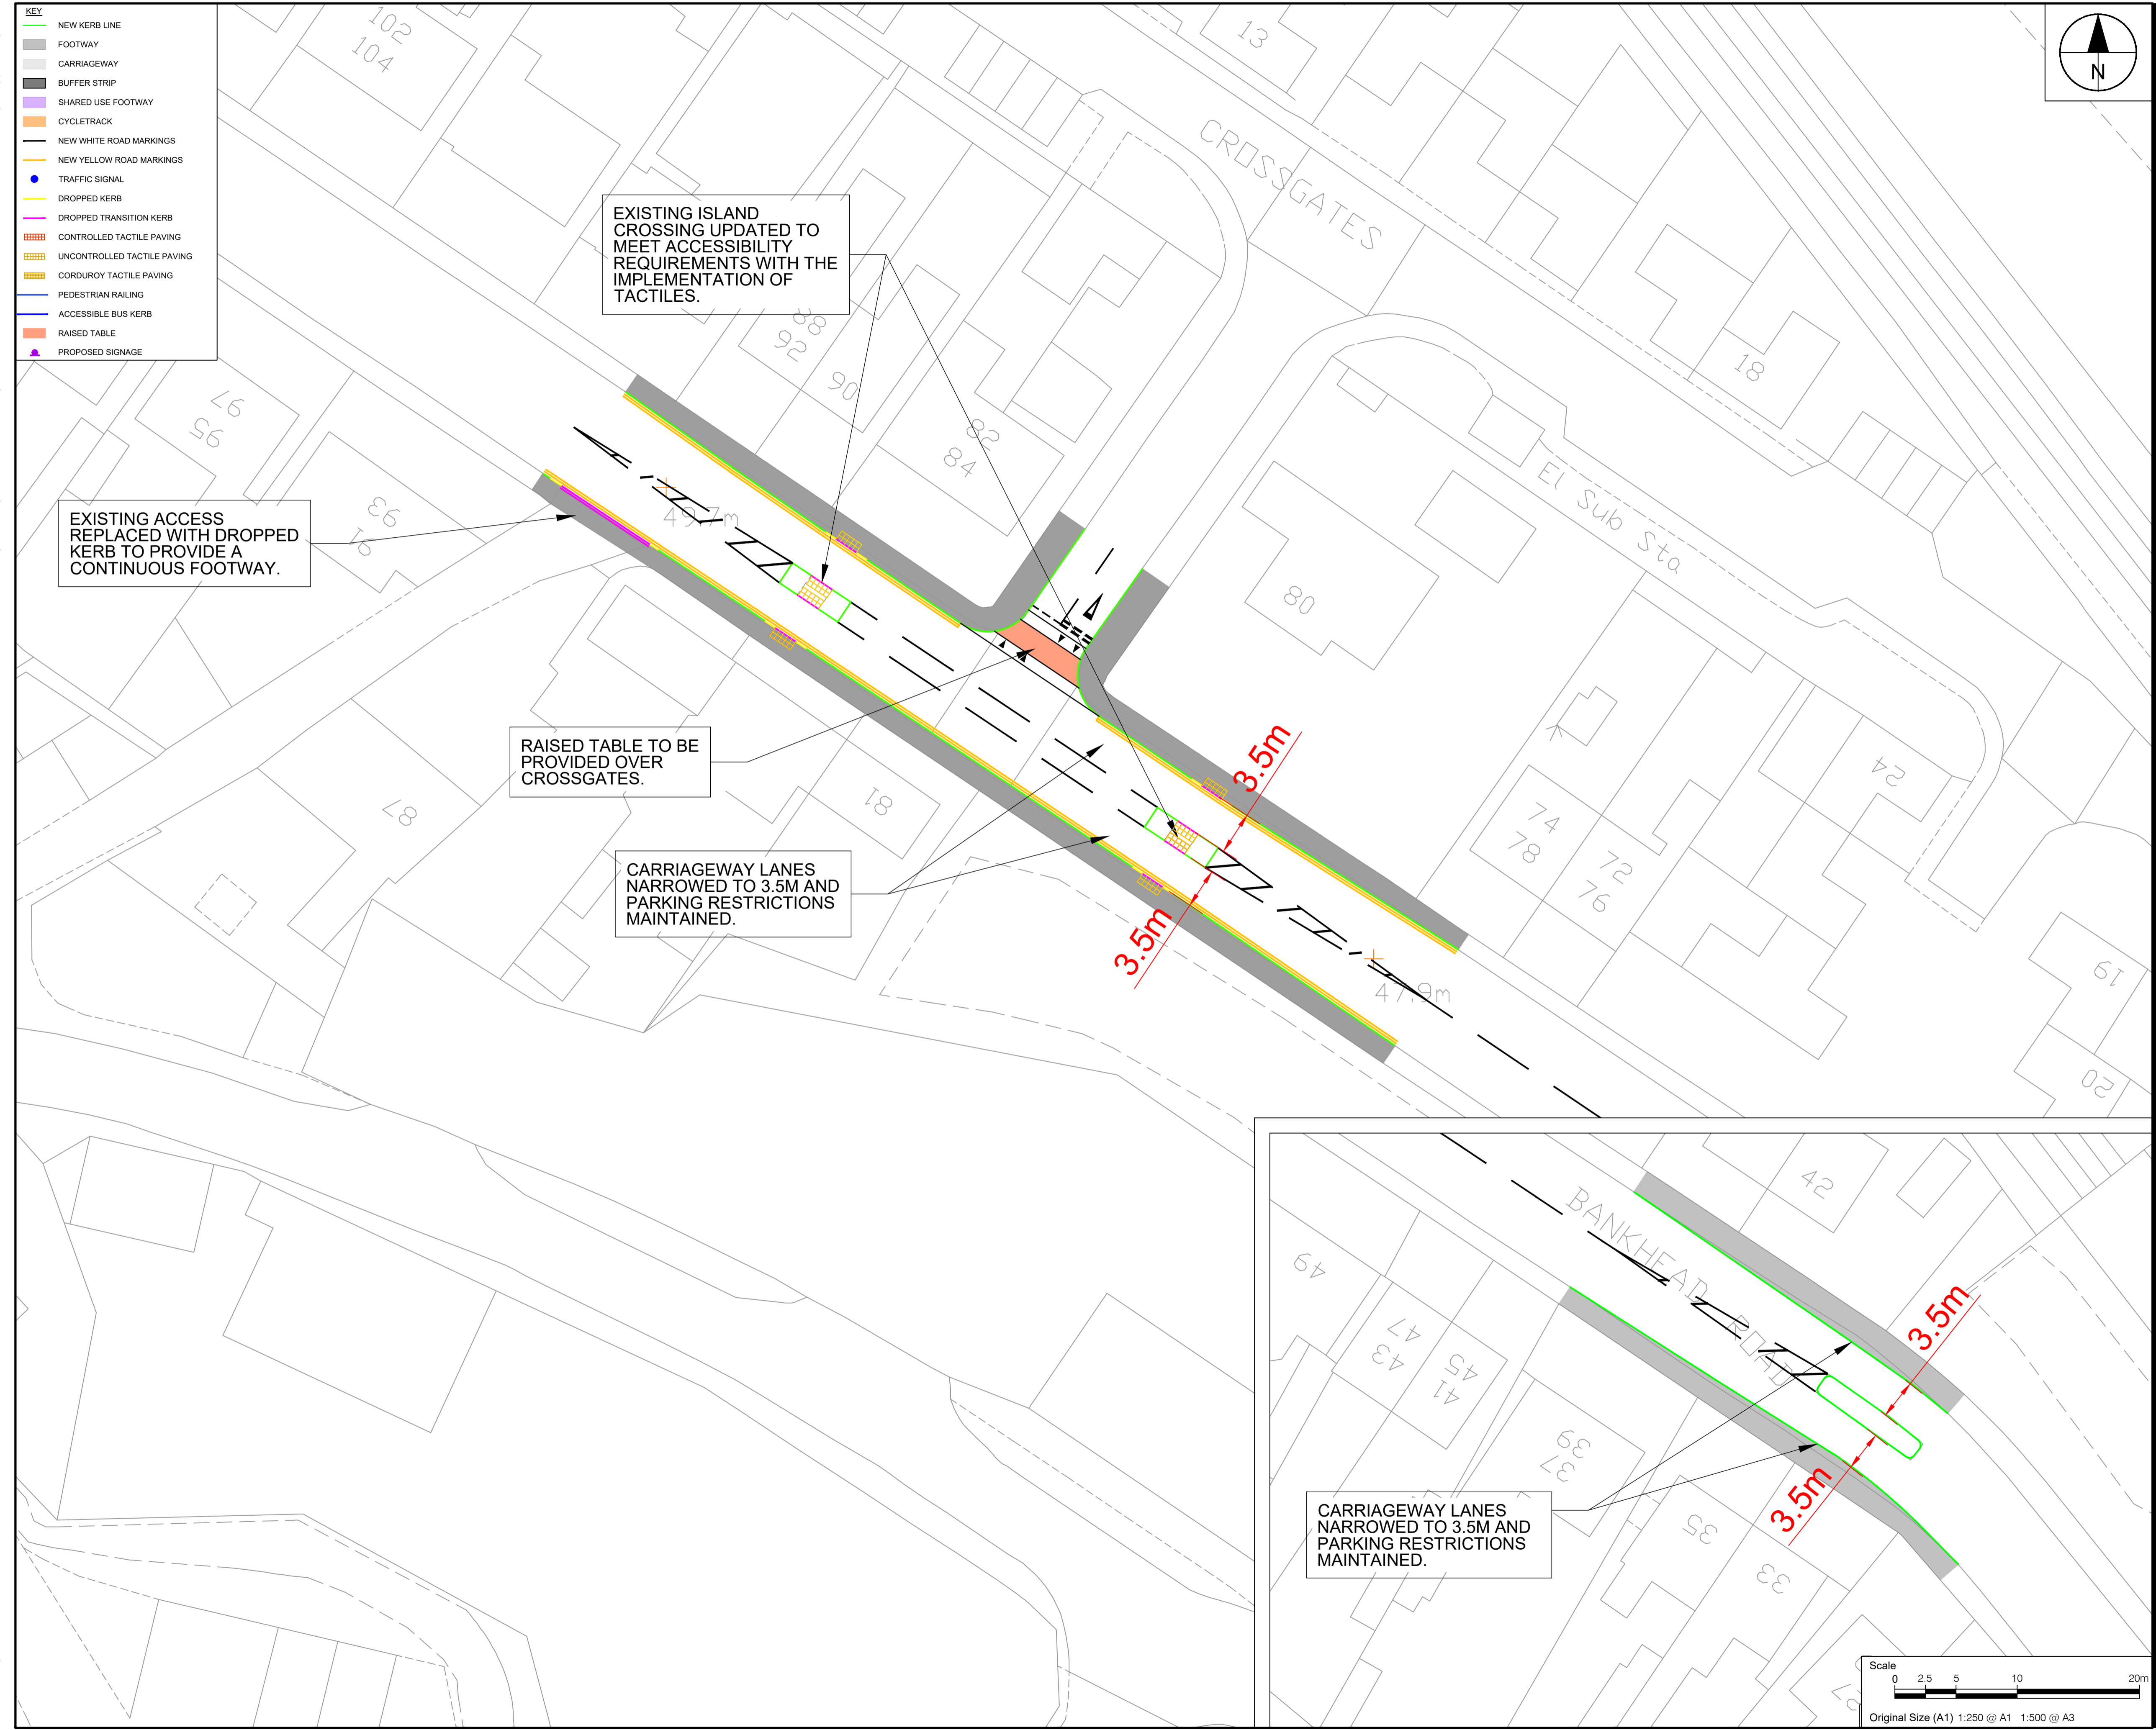 KEY
NEW KERB LINE
FOOTWAY
CARRIAGEWAY
BUFFER STRIP
SHARED USE FOOTWAY
CYCLETRACK
NEW WHITE ROAD MARKINGS
NEW YELLOW ROAD MARKINGS
TRAFFIC SIGNAL
DROPPED KERB
DROPPED TRANSITION KERB
CONTROLLED TACTILE PAVING
UNCONTROLLED TACTILE PAVING
CORDUROY TACTILE PAVING
PEDESTRIAN RAILING
ACCESSIBLE BUS KERB
RAISED TABLE
PROPOSED SIGNAGE
N
102
104
13
CROSSGATES
18
EXISTING ISLAND
CROSSING UPDATED TO
MEET ACCESSIBILITY
REQUIREMENTS WITH THE
IMPLEMENTATION OF
TACTILES.
88
92
90
82
84
97
95
93
91
49.7m
El Sub Sta
80
EXISTING ACCESS
REPLACED WITH DROPPED
KERB TO PROVIDE A
CONTINUOUS FOOTWAY.
RAISED TABLE TO BE
PROVIDED OVER
CROSSGATES.
87
81
3.5m
24
74
78
72
76
CARRIAGEWAY LANES
NARROWED TO 3.5M AND
PARKING RESTRICTIONS
MAINTAINED.
3.5m
47.9m
19
20
BANKHEAD ROAD
42
49
47
43
45
41
39
37
3.5m
3.5m
35
33
CARRIAGEWAY LANES
NARROWED TO 3.5M AND
PARKING RESTRICTIONS
MAINTAINED.
Scale
0 2.5 5 10 20m
Original Size (A1) 1:250 @ A1 1:500 @ A3